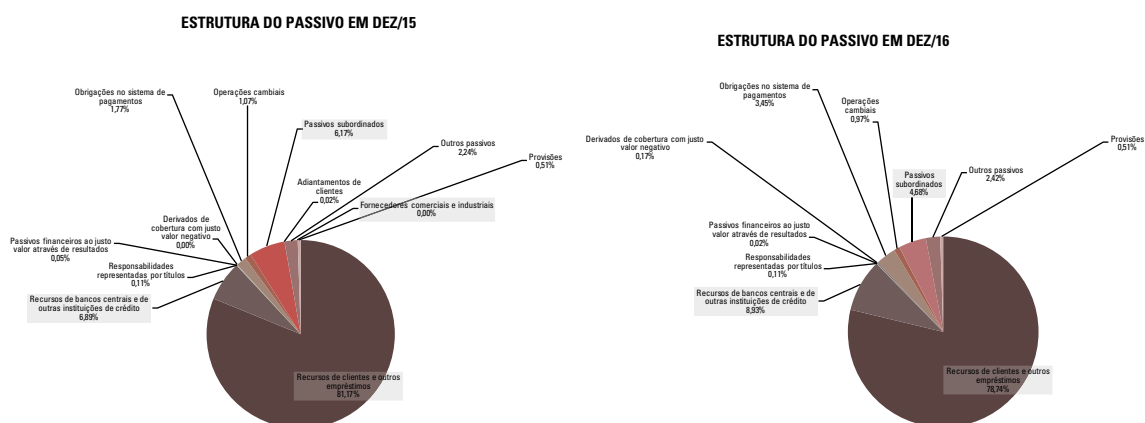 ESTRUTURA DO PASSIVO EM DEZ/15
Obrigações no sistema de
pagamentos
1,77%
Operações cambiais
1,07%
Passivos subordinados
6,17%
Outros passivos
2,24%
Provisões
0,51%
Adiantamentos de
clientes
0,02%
Fornecedores comerciais e industriais
0,00%
Derivados de
cobertura com justo
valor negativo
0,00%
Passivos financeiros ao justo
valor através de resultados
0,05%
Responsabilidades
representadas por títulos
0,11%
Recursos de bancos centrais e de
outras instituições de crédito
6,89%
Recursos de clientes e outros
empréstimos
81,17%
ESTRUTURA DO PASSIVO EM DEZ/16
Obrigações no sistema de
pagamentos
3,45%
Operações
cambiais
0,97%
Provisões
0,51%
Derivados de cobertura com justo
valor negativo
0,17%
Passivos
subordinados
4,68%
Outros passivos
2,42%
Passivos financeiros ao justo
valor através de resultados
0,02%
Responsabilidades
representadas por títulos
0,11%
Recursos de bancos centrais e de
outras instituições de crédito
8,93%
Recursos de clientes e outros
empréstimos
78,74%